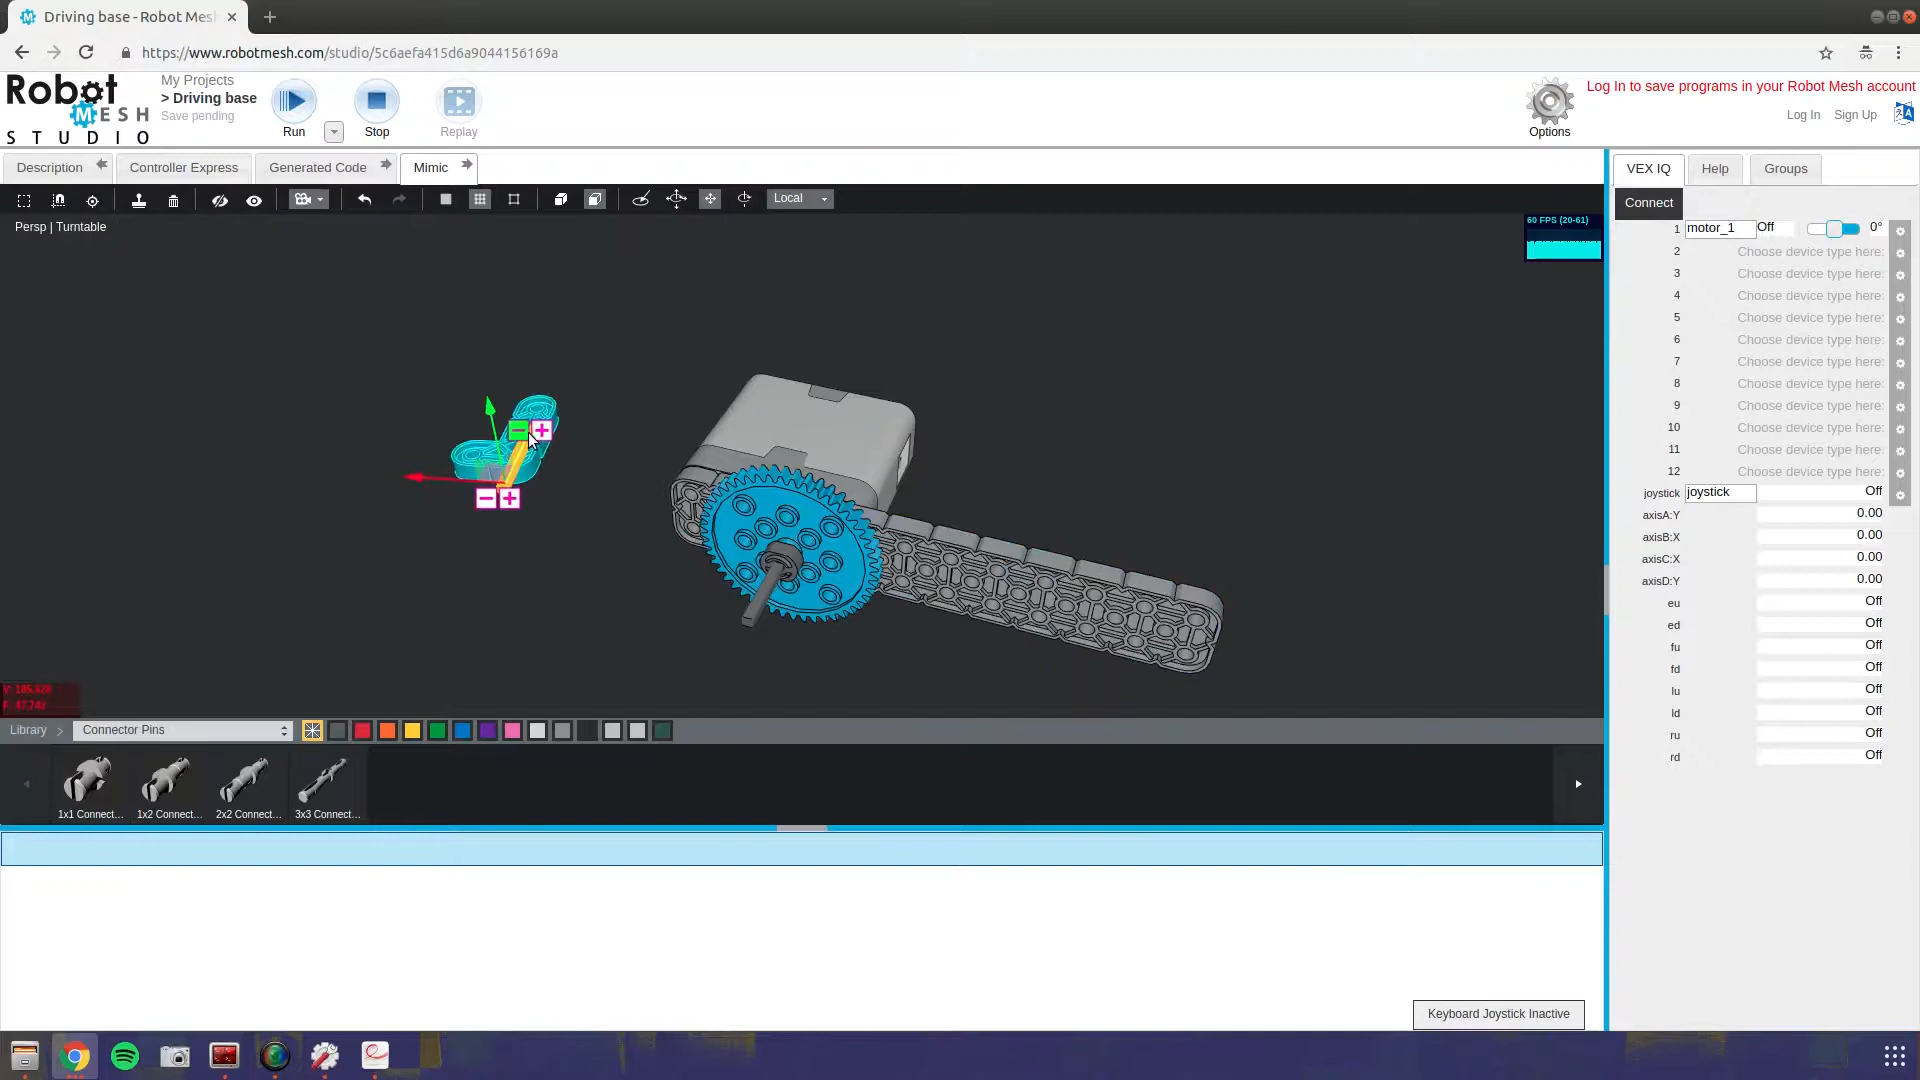 Driving base - Robot Mes
https://www.robotmesh.com/studio/5c6aefa415d6a9044156169a
Robot
MESH
STUDIO
My Projects
> Driving base
Save pending
Run
Stop
Replay
Options
Log In to save programs in your Robot Mesh account
Log In
Sign Up
Description
Controller Express
Generated Code
Mimic
VEX IQ
Help
Groups
Local
Connect
Persp | Turntable
60 FPS (20-61)
1 motor_1 Off 0°
2 Choose device type here:
3 Choose device type here:
4 Choose device type here:
5 Choose device type here:
6 Choose device type here:
7 Choose device type here:
8 Choose device type here:
9 Choose device type here:
10 Choose device type here:
11 Choose device type here:
12 Choose device type here:
joystick joystick Off
axisA:Y 0.00
axisB:X 0.00
axisC:X 0.00
axisD:Y 0.00
eu Off
ed Off
fu Off
fd Off
lu Off
ld Off
ru Off
rd Off
Library > Connector Pins
1x1 Connect...
1x2 Connect...
2x2 Connect...
3x3 Connect...
Keyboard Joystick Inactive